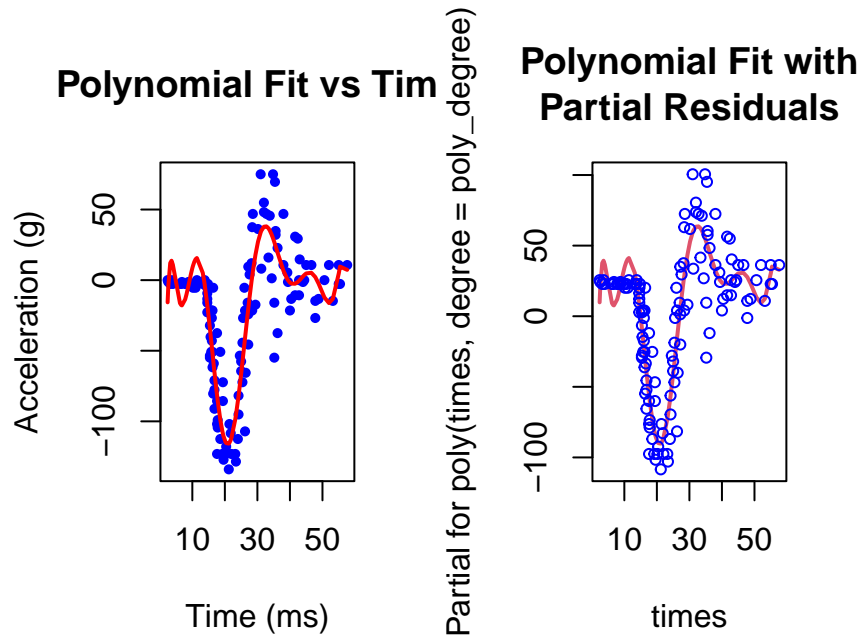 Polynomial Fit vs Tim
Acceleration (g)
50
0
−100
10
30
50
Time (ms)
Polynomial Fit with
Partial Residuals
Partial for poly(times, degree = poly_degree)
50
0
−100
10
30
50
times